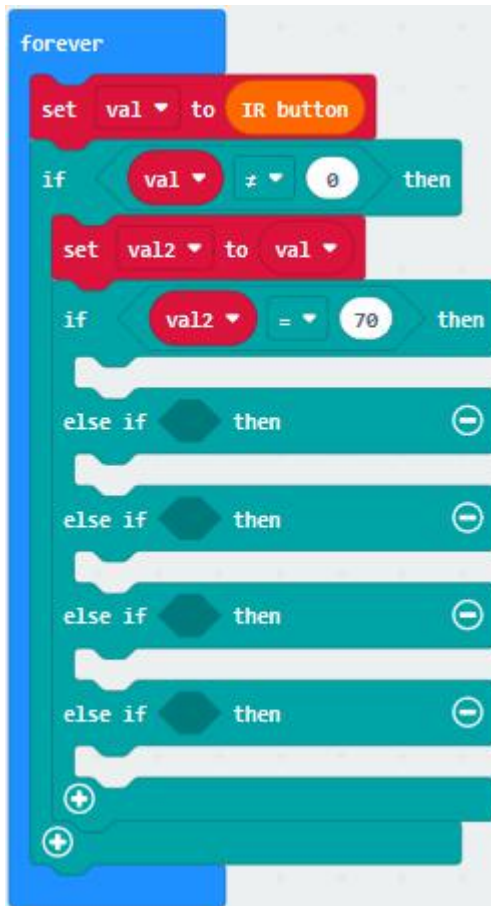 forever
set val to IR button
if val ≠ 0 then
set val2 to val
if val2 = 70 then
else if then
else if then
else if then
else if then